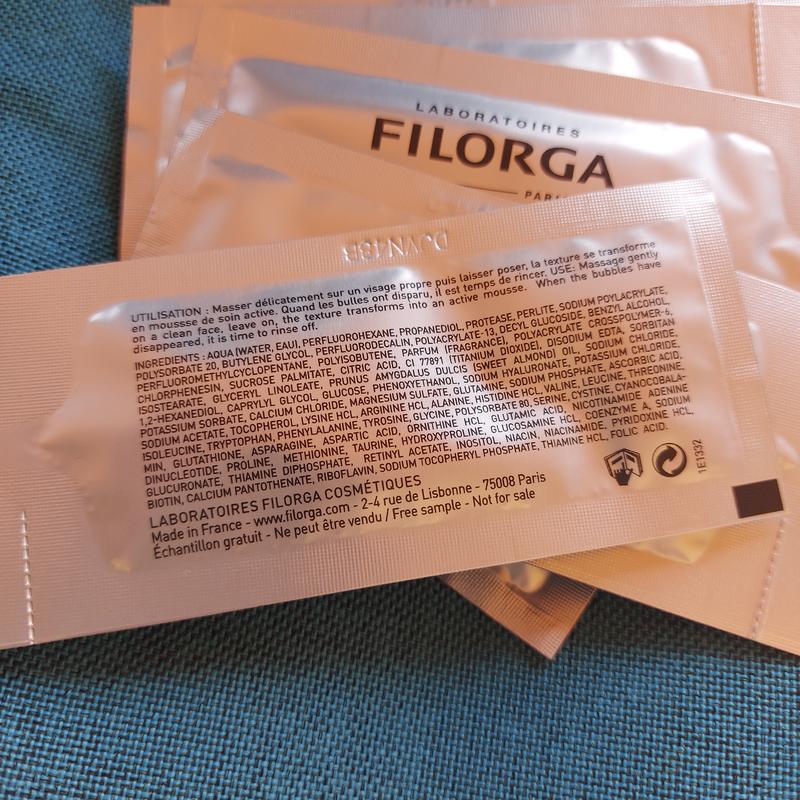 LABORATOIRES
FILORGA
PARIS
DJVN45B
UTILISATION : Masser délicatement sur un visage propre puis laisser poser, la texture se transforme
en moussse de soin active. Quand les bulles ont disparu, il est temps de rincer. USE: Massage gently
on a clean face, leave on, the texture transforms into an active mousse. When the bubbles have
disappeared, it is time to rinse off.
INGREDIENTS : AQUA (WATER, EAU), PERFLUOROHEXANE, PROPANEDIOL, PROTEASE, PERLITE, SODIUM POYLACRYLATE,
POLYSORBATE 20, BUTYLENE GLYCOL, PERFLUORODECALIN, POLYACRYLATE-13, DECYL GLUCOSIDE, BENZYL ALCOHOL,
PERFLUOROMETHYLCYCLOPENTANE, POLYISOBUTENE, PARFUM (FRAGRANCE), POLYACRYLATE CROSSPOLYMER-6,
CHLORPHENESIN, SUCROSE PALMITATE, CITRIC ACID, CI 77891 (TITANIUM DIOXIDE), DISODIUM EDTA, SORBITAN
ISOSTEARATE, GLYCERYL LINOLEATE, PRUNUS AMYGDALUS DULCIS (SWEET ALMOND) OIL, SODIUM CHLORIDE,
1,2-HEXANEDIOL, CAPRYLYL GLYCOL, GLUCOSE, PHENOXYETHANOL, SODIUM HYALURONATE, POTASSIUM CHLORIDE,
POTASSIUM SORBATE, CALCIUM CHLORIDE, MAGNESIUM SULFATE, GLUTAMINE, SODIUM PHOSPHATE, ASCORBIC ACID,
SODIUM ACETATE, TOCOPHEROL, LYSINE HCL, ARGININE HCL, ALANINE, HISTIDINE HCL, VALINE, LEUCINE, THREONINE,
ISOLEUCINE, TRYPTOPHAN, PHENYLALANINE, TYROSINE, GLYCINE, POLYSORBATE 80, SERINE, CYSTINE, CYANOCOBALA-
MIN, GLUTATHIONE, ASPARAGINE, ASPARTIC ACID, ORNITHINE HCL, GLUTAMIC ACID, NICOTINAMIDE ADENINE
DINUCLEOTIDE, PROLINE, METHIONINE, TAURINE, HYDROXYPROLINE, GLUCOSAMINE HCL, COENZYME A, SODIUM
GLUCURONATE, THIAMINE DIPHOSPHATE, RETINYL ACETATE, INOSITOL, NIACIN, NIACINAMIDE, PYRIDOXINE HCL,
BIOTIN, CALCIUM PANTOTHENATE, RIBOFLAVIN, SODIUM TOCOPHERYL PHOSPHATE, THIAMINE HCL, FOLIC ACID.
LABORATOIRES FILORGA COSMÉTIQUES
Made in France - www.filorga.com - 2-4 rue de Lisbonne - 75008 Paris
Échantillon gratuit - Ne peut être vendu / Free sample - Not for sale
1E1332